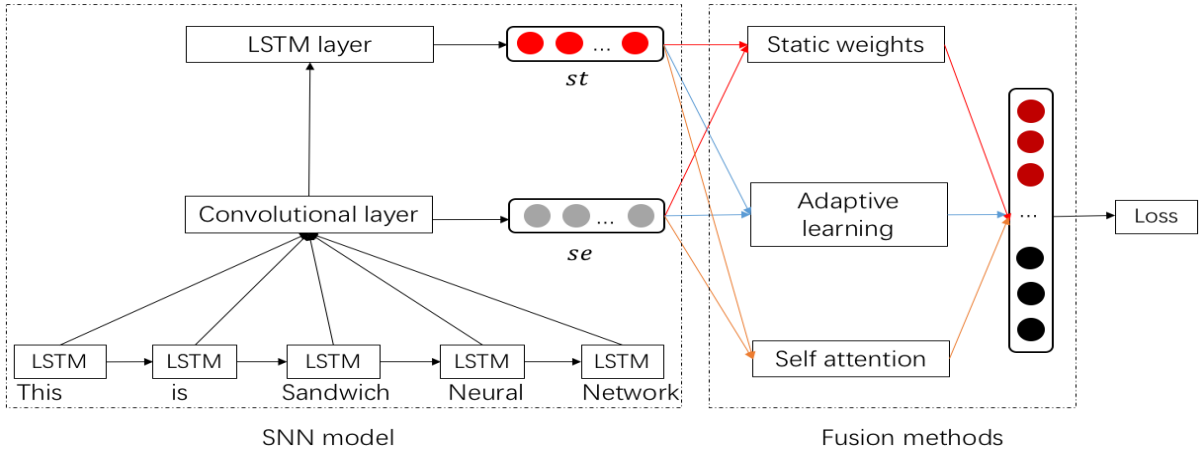 LSTM layer
...
st
Static weights
Convolutional layer
...
se
Adaptive
learning
...
Loss
LSTM LSTM LSTM LSTM LSTM
This is Sandwich Neural Network
Self attention
SNN model
Fusion methods